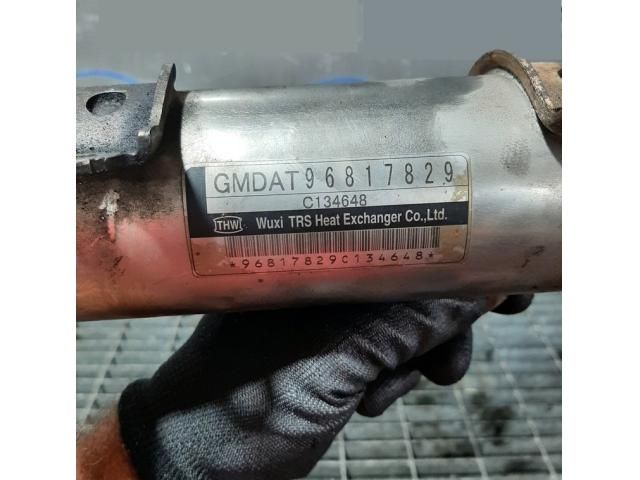 GMDAT96817829
C134648
THW Wuxi TRS Heat Exchanger Co.,Ltd.
*96817829C134648*